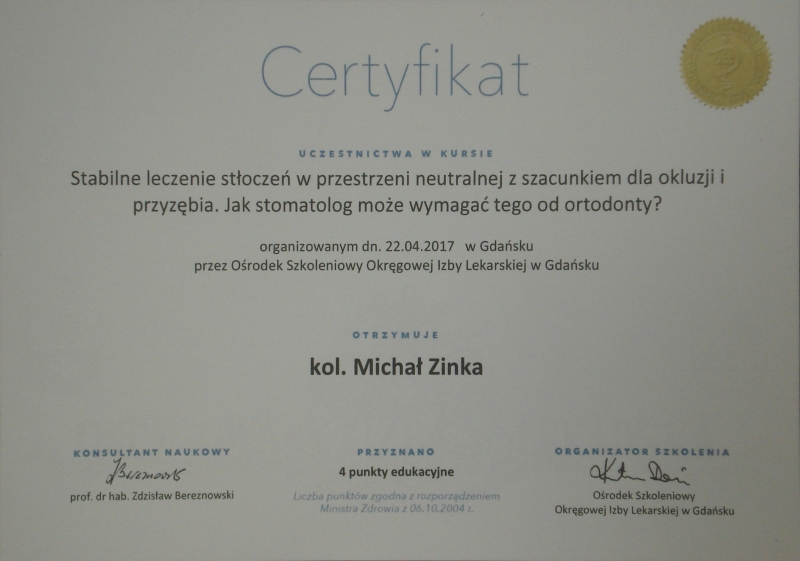 Certyfikat
UCZESTNICTWA W KURSIE
Stabilne leczenie stłoczeń w przestrzeni neutralnej z szacunkiem dla okluzji i
przyzębia. Jak stomatolog może wymagać tego od ortodonty?
organizowanym dn. 22.04.2017 w Gdańsku
przez Ośrodek Szkoleniowy Okręgowej Izby Lekarskiej w Gdańsku
OTRZYMUJE
kol. Michał Zinka
KONSULTANT NAUKOWY
prof. dr hab. Zdzisław Bereznowski
PRZYZNANO
4 punkty edukacyjne
Liczba punktów zgodna z rozporządzeniem
Ministra Zdrowia z 06.10.2004 r.
ORGANIZATOR SZKOLENIA
Ośrodek Szkoleniowy
Okręgowej Izby Lekarskiej w Gdańsku